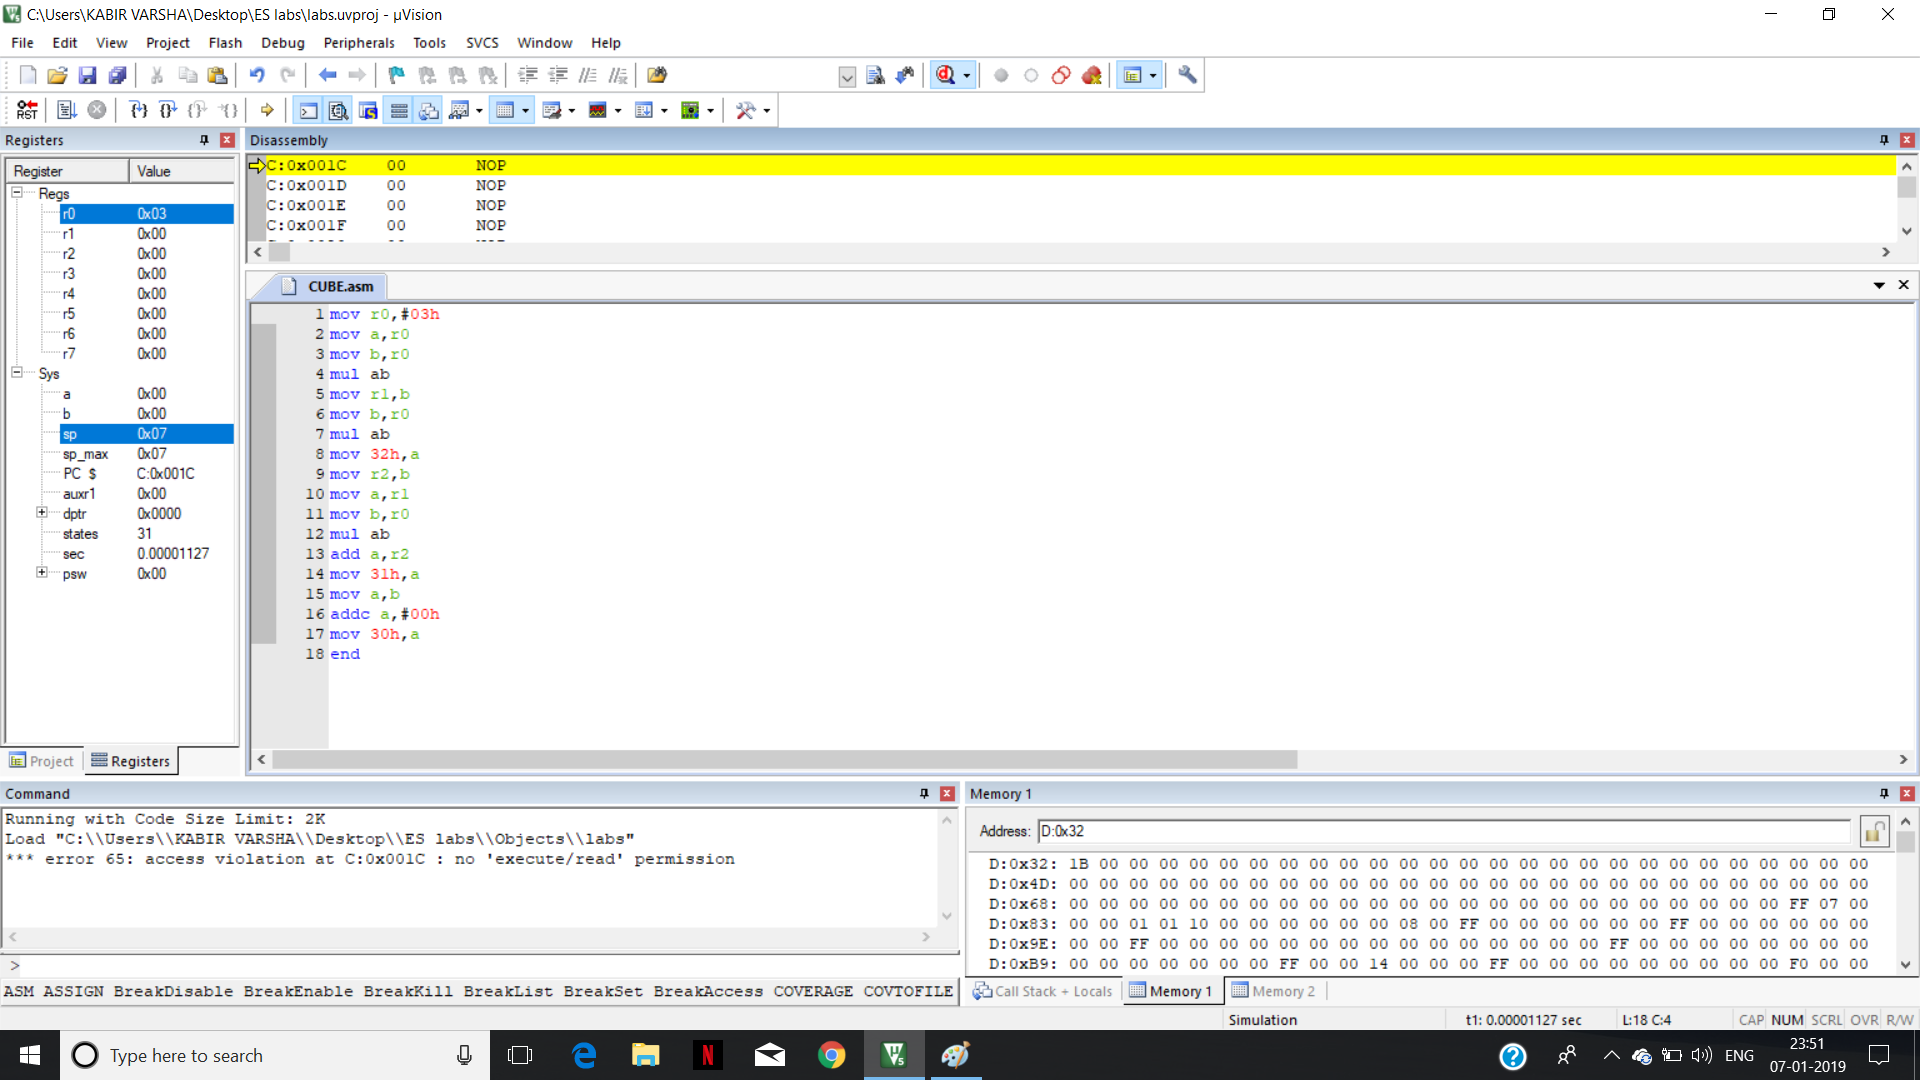 C:\Users\KABIR VARSHA\Desktop\ES labs\labs.uvproj - µVision
File Edit View Project Flash Debug Peripherals Tools SVCS Window Help
RST
Registers
Register Value
Regs
r0 0x03
r1 0x00
r2 0x00
r3 0x00
r4 0x00
r5 0x00
r6 0x00
r7 0x00
Sys
a 0x00
b 0x00
sp 0x07
sp_max 0x07
PC $ C:0x001C
auxr1 0x00
dptr 0x0000
states 31
sec 0.00001127
psw 0x00
Project Registers
Disassembly
C:0x001C 00 NOP
C:0x001D 00 NOP
C:0x001E 00 NOP
C:0x001F 00 NOP
CUBE.asm
1 mov r0,#03h
2 mov a,r0
3 mov b,r0
4 mul ab
5 mov r1,b
6 mov b,r0
7 mul ab
8 mov 32h,a
9 mov r2,b
10 mov a,r1
11 mov b,r0
12 mul ab
13 add a,r2
14 mov 31h,a
15 mov a,b
16 addc a,#00h
17 mov 30h,a
18 end
Command
Running with Code Size Limit: 2K
Load "C:\\Users\\KABIR VARSHA\\Desktop\\ES labs\\Objects\\labs"
*** error 65: access violation at C:0x001C : no 'execute/read' permission
>
ASM ASSIGN BreakDisable BreakEnable BreakKill BreakList BreakSet BreakAccess COVERAGE COVTOFILE
Memory 1
Address: D:0x32
D:0x32: 1B 00 00 00 00 00 00 00 00 00 00 00 00 00 00 00 00 00 00 00 00 00 00 00 00 00 00
D:0x4D: 00 00 00 00 00 00 00 00 00 00 00 00 00 00 00 00 00 00 00 00 00 00 00 00 00 00 00
D:0x68: 00 00 00 00 00 00 00 00 00 00 00 00 00 00 00 00 00 00 00 00 00 00 00 00 FF 07 00
D:0x83: 00 00 01 01 10 00 00 00 00 00 00 08 00 FF 00 00 00 00 00 00 FF 00 00 00 00 00 00
D:0x9E: 00 00 FF 00 00 00 00 00 00 00 00 00 00 00 00 00 00 00 FF 00 00 00 00 00 00 00 00
D:0xB9: 00 00 00 00 00 00 00 FF 00 00 14 00 00 00 FF 00 00 00 00 00 00 00 00 00 F0 00 00
Call Stack + Locals Memory 1 Memory 2
Simulation t1: 0.00001127 sec L:18 C:4 CAP NUM SCRL OVR R/W
Type here to search
ENG
23:51
07-01-2019